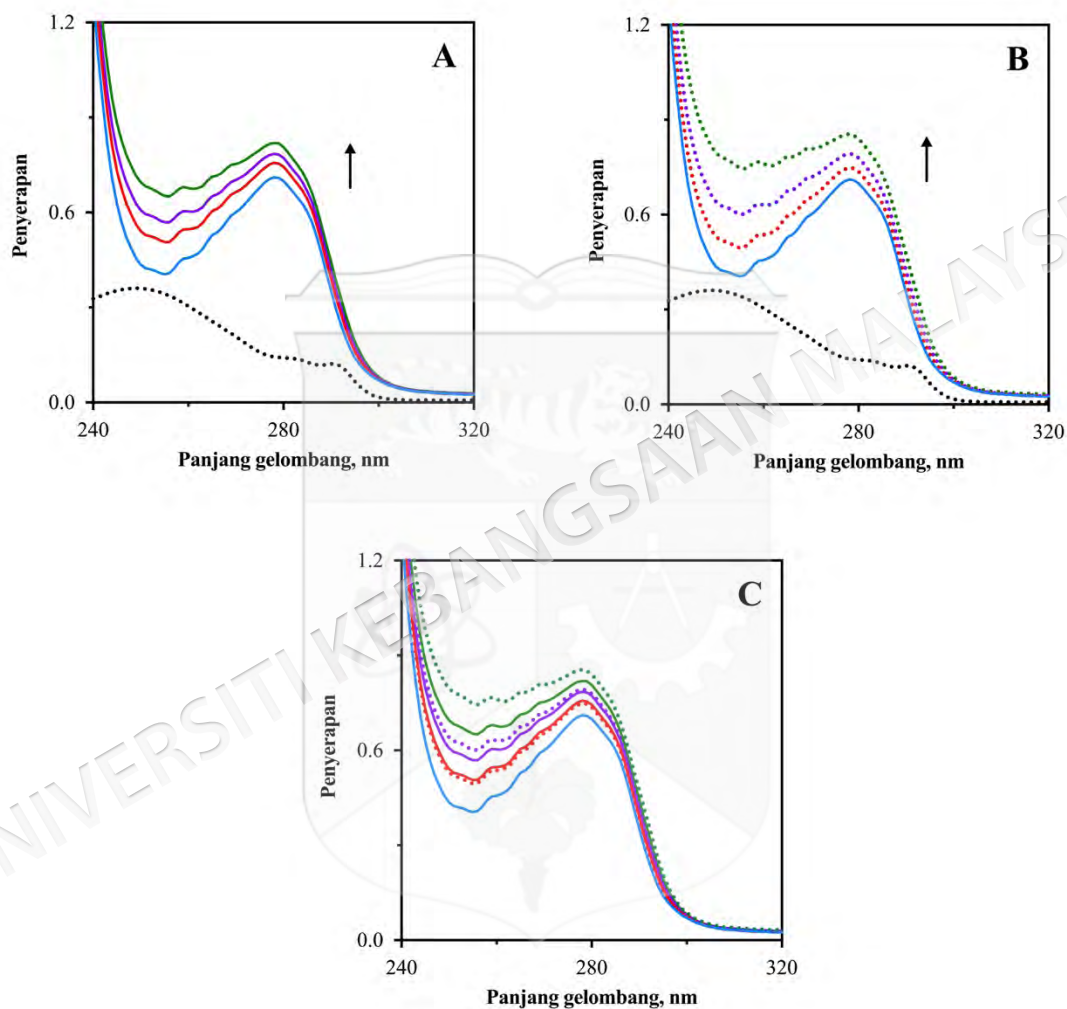 A
1.2
0.6
0.0
240
280
320
Penyerapan
Panjang gelombang, nm
B
1.2
0.6
0.0
240
280
320
Penyerapan
Panjang gelombang, nm
C
1.2
0.6
0.0
240
280
320
Penyerapan
Panjang gelombang, nm
UNIVERSITI KEBANGSAAN MALAYSIA